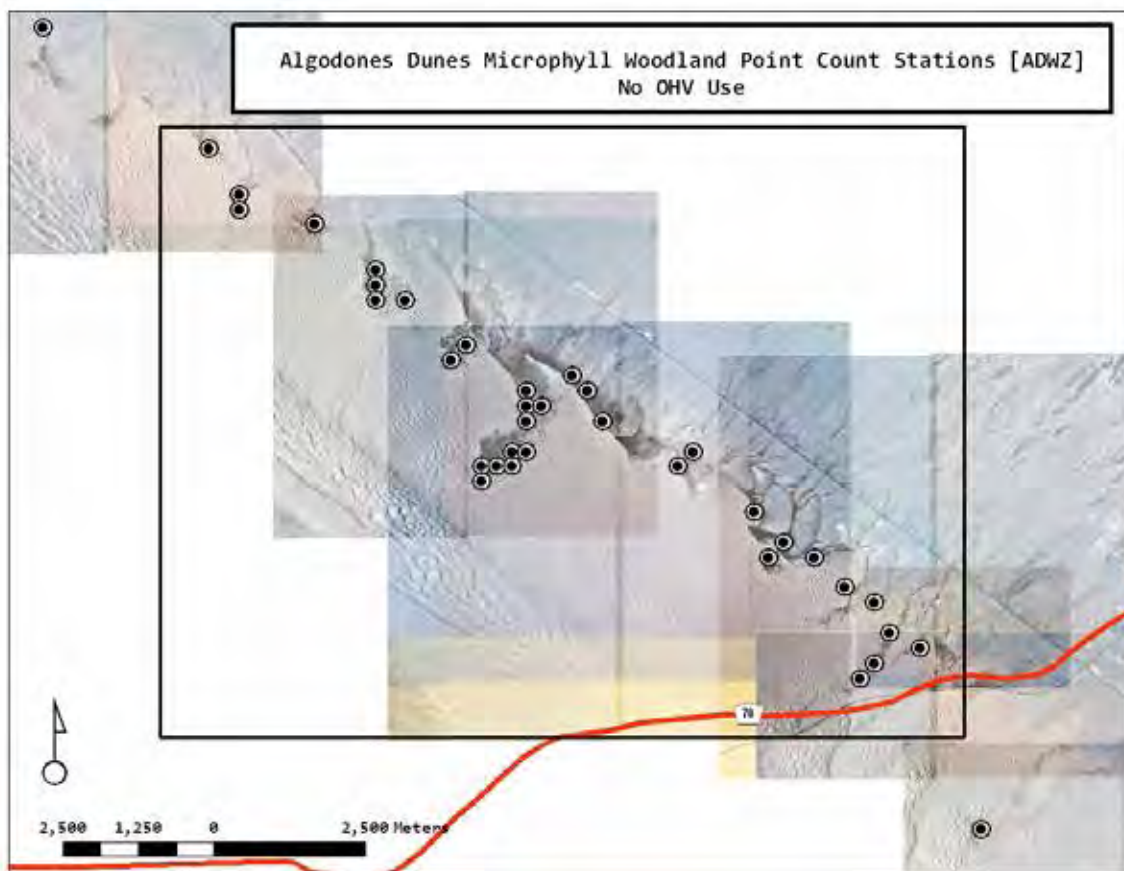 Algodones Dunes Microphyll Woodland Point Count Stations [ADWZ]
No OHV Use
78
2,500 1,250 0 2,500 Meters